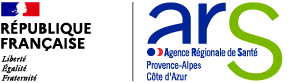 RÉPUBLIQUE
FRANÇAISE
Liberté
Égalité
Fraternité
ars
Agence Régionale de Santé
Provence-Alpes
Côte d'Azur